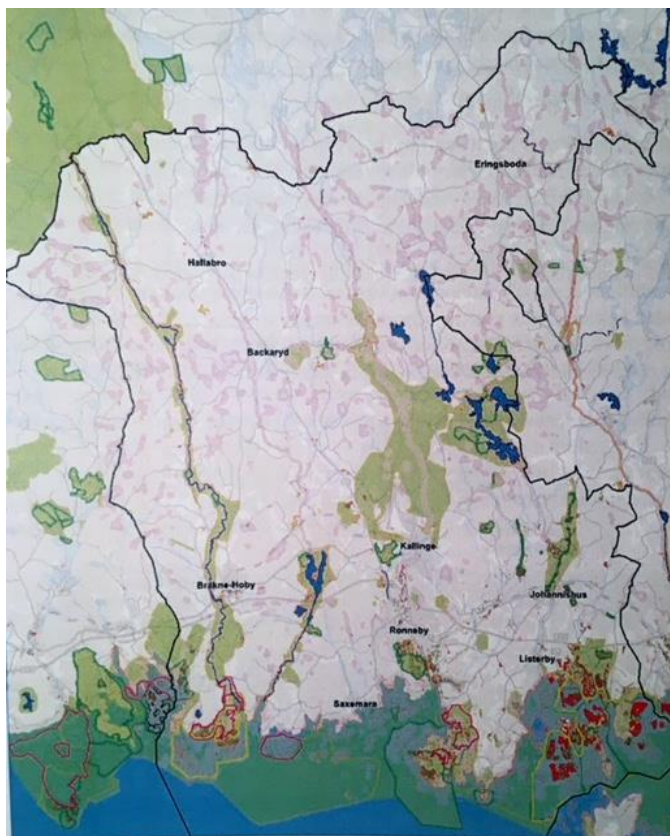 Eringsboda
Hallabro
Backaryd
Kallinge
Bräkne-Hoby
Johannishus
Ronneby
Listerby
Saxemara